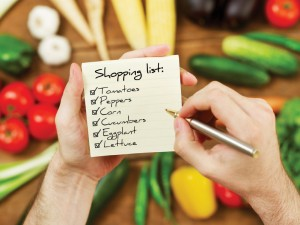 Shopping list:
Tomatoes
Peppers
Corn
Cucumbers
Eggplant
Lettuce